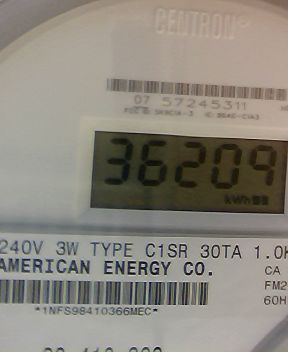 CENTRON®
07 57245311
36209
kWh
240V 3W TYPE C1SR 30TA 1.0K
AMERICAN ENERGY CO.
CA
FM2
60H
*1NFS98410366MEC*